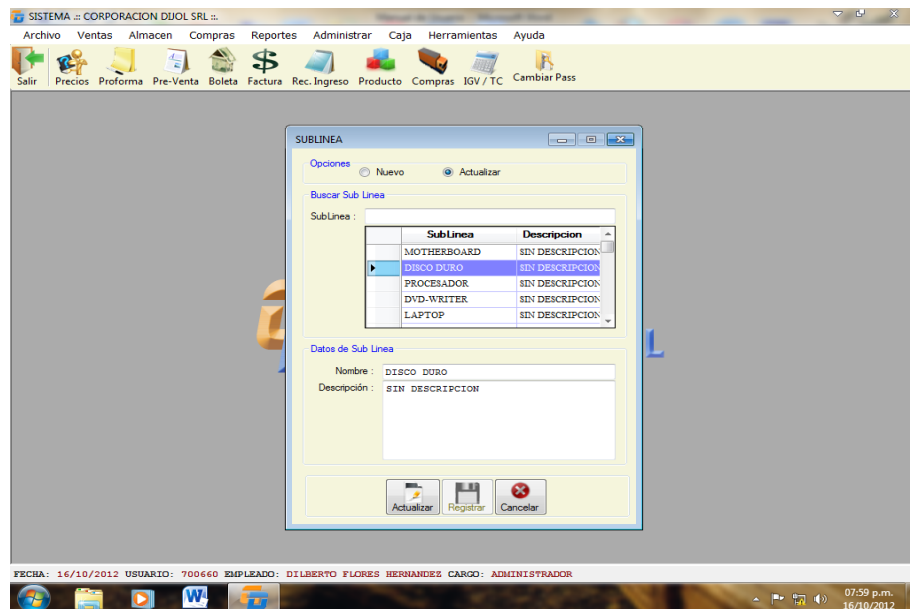 SISTEMA .:: CORPORACION DIJOL SRL ::.
Archivo Ventas Almacen Compras Reportes Administrar Caja Herramientas Ayuda
Salir Precios Proforma Pre-Venta Boleta Factura Rec. Ingreso Producto Compras IGV / TC Cambiar Pass
SUBLINEA
Opciones
Nuevo Actualizar
Buscar Sub Linea
SubLinea :
SubLinea Descripcion
MOTHERBOARD SIN DESCRIPCION
DISCO DURO SIN DESCRIPCION
PROCESADOR SIN DESCRIPCION
DVD-WRITER SIN DESCRIPCION
LAPTOP SIN DESCRIPCION
Datos de Sub Linea
Nombre : DISCO DURO
Descripción : SIN DESCRIPCION
Actualizar Registrar Cancelar
FECHA: 16/10/2012 USUARIO: 700660 EMPLEADO: DILBERTO FLORES HERNANDEZ CARGO: ADMINISTRADOR
07:59 p.m.
16/10/2012